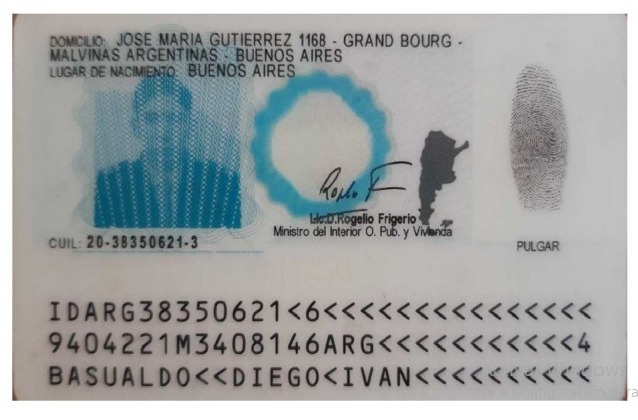 DOMICILIO: JOSE MARIA GUTIERREZ 1168 - GRAND BOURG -
MALVINAS ARGENTINAS - BUENOS AIRES
LUGAR DE NACIMIENTO: BUENOS AIRES
Lic.D.Rogelio Frigerio
Ministro del Interior O. Pub. y Vivienda
CUIL: 20-38350621-3
PULGAR
IDARG38350621<6<<<<<<<<<<<<<<<
9404221M3408146ARG<<<<<<<<<<<4
BASUALDO<<DIEGO<IVAN<<<<<<<<<<